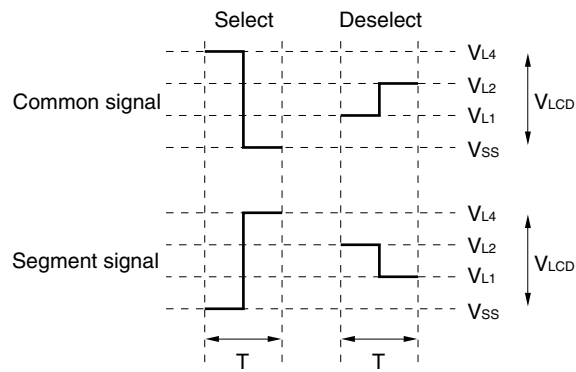 Select Deselect
Common signal
VL4
VL2
VL1
VSS
VLCD
Segment signal
VL4
VL2
VL1
VSS
VLCD
T T